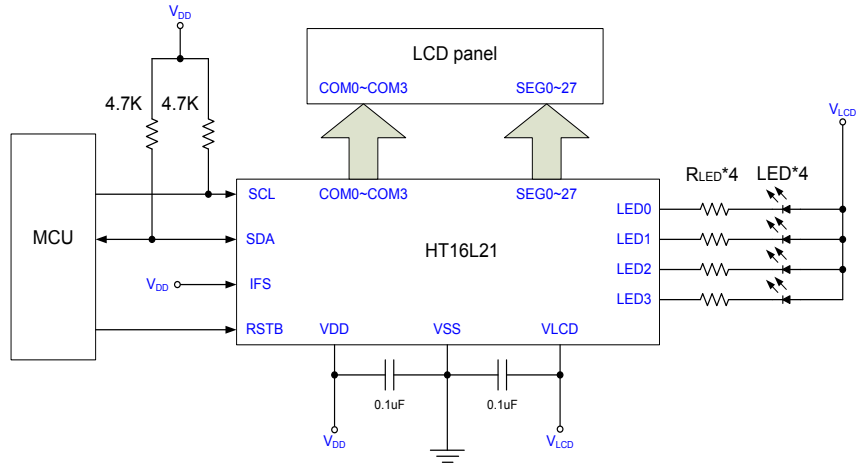 VDD
LCD panel
COM0~COM3 SEG0~27
4.7K 4.7K
VLCD
MCU
SCL COM0~COM3 SEG0~27
RLED*4 LED*4
LED0
SDA HT16L21 LED1
VDD IFS LED2
LED3
RSTB VDD VSS VLCD
0.1uF 0.1uF
VDD VLCD